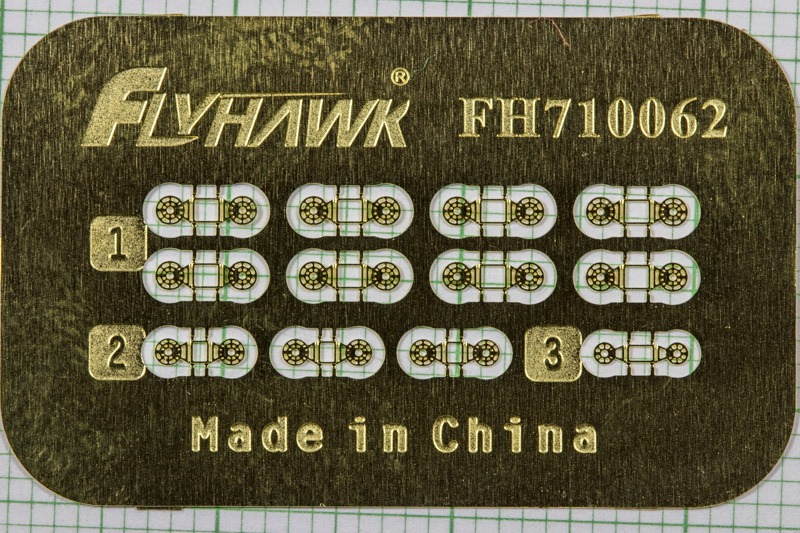 FLYHAWK® FH710062
1
2 3
Made in China